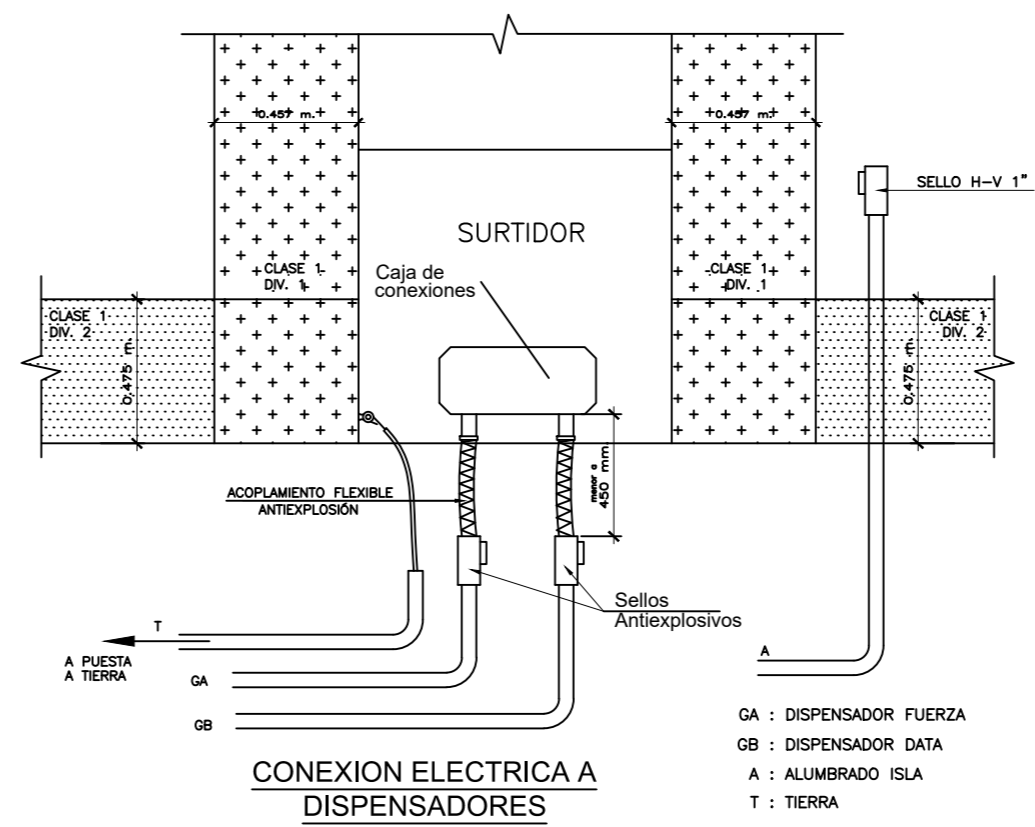 0.457 m.
0.457 m.
SELLO H-V 1"
SURTIDOR
CLASE 1
DIV. 1
Caja de
conexiones
CLASE 1
DIV. 1
CLASE 1
DIV. 2
CLASE 1
DIV. 2
0.475 m.
0.475 m.
menor a
450 mm.
ACOPLAMIENTO FLEXIBLE
ANTIEXPLOSIÓN
Sellos
Antiexplosivos
T
A PUESTA
A TIERRA
GA
GB
A
CONEXION ELECTRICA A
DISPENSADORES
GA : DISPENSADOR FUERZA
GB : DISPENSADOR DATA
A : ALUMBRADO ISLA
T : TIERRA